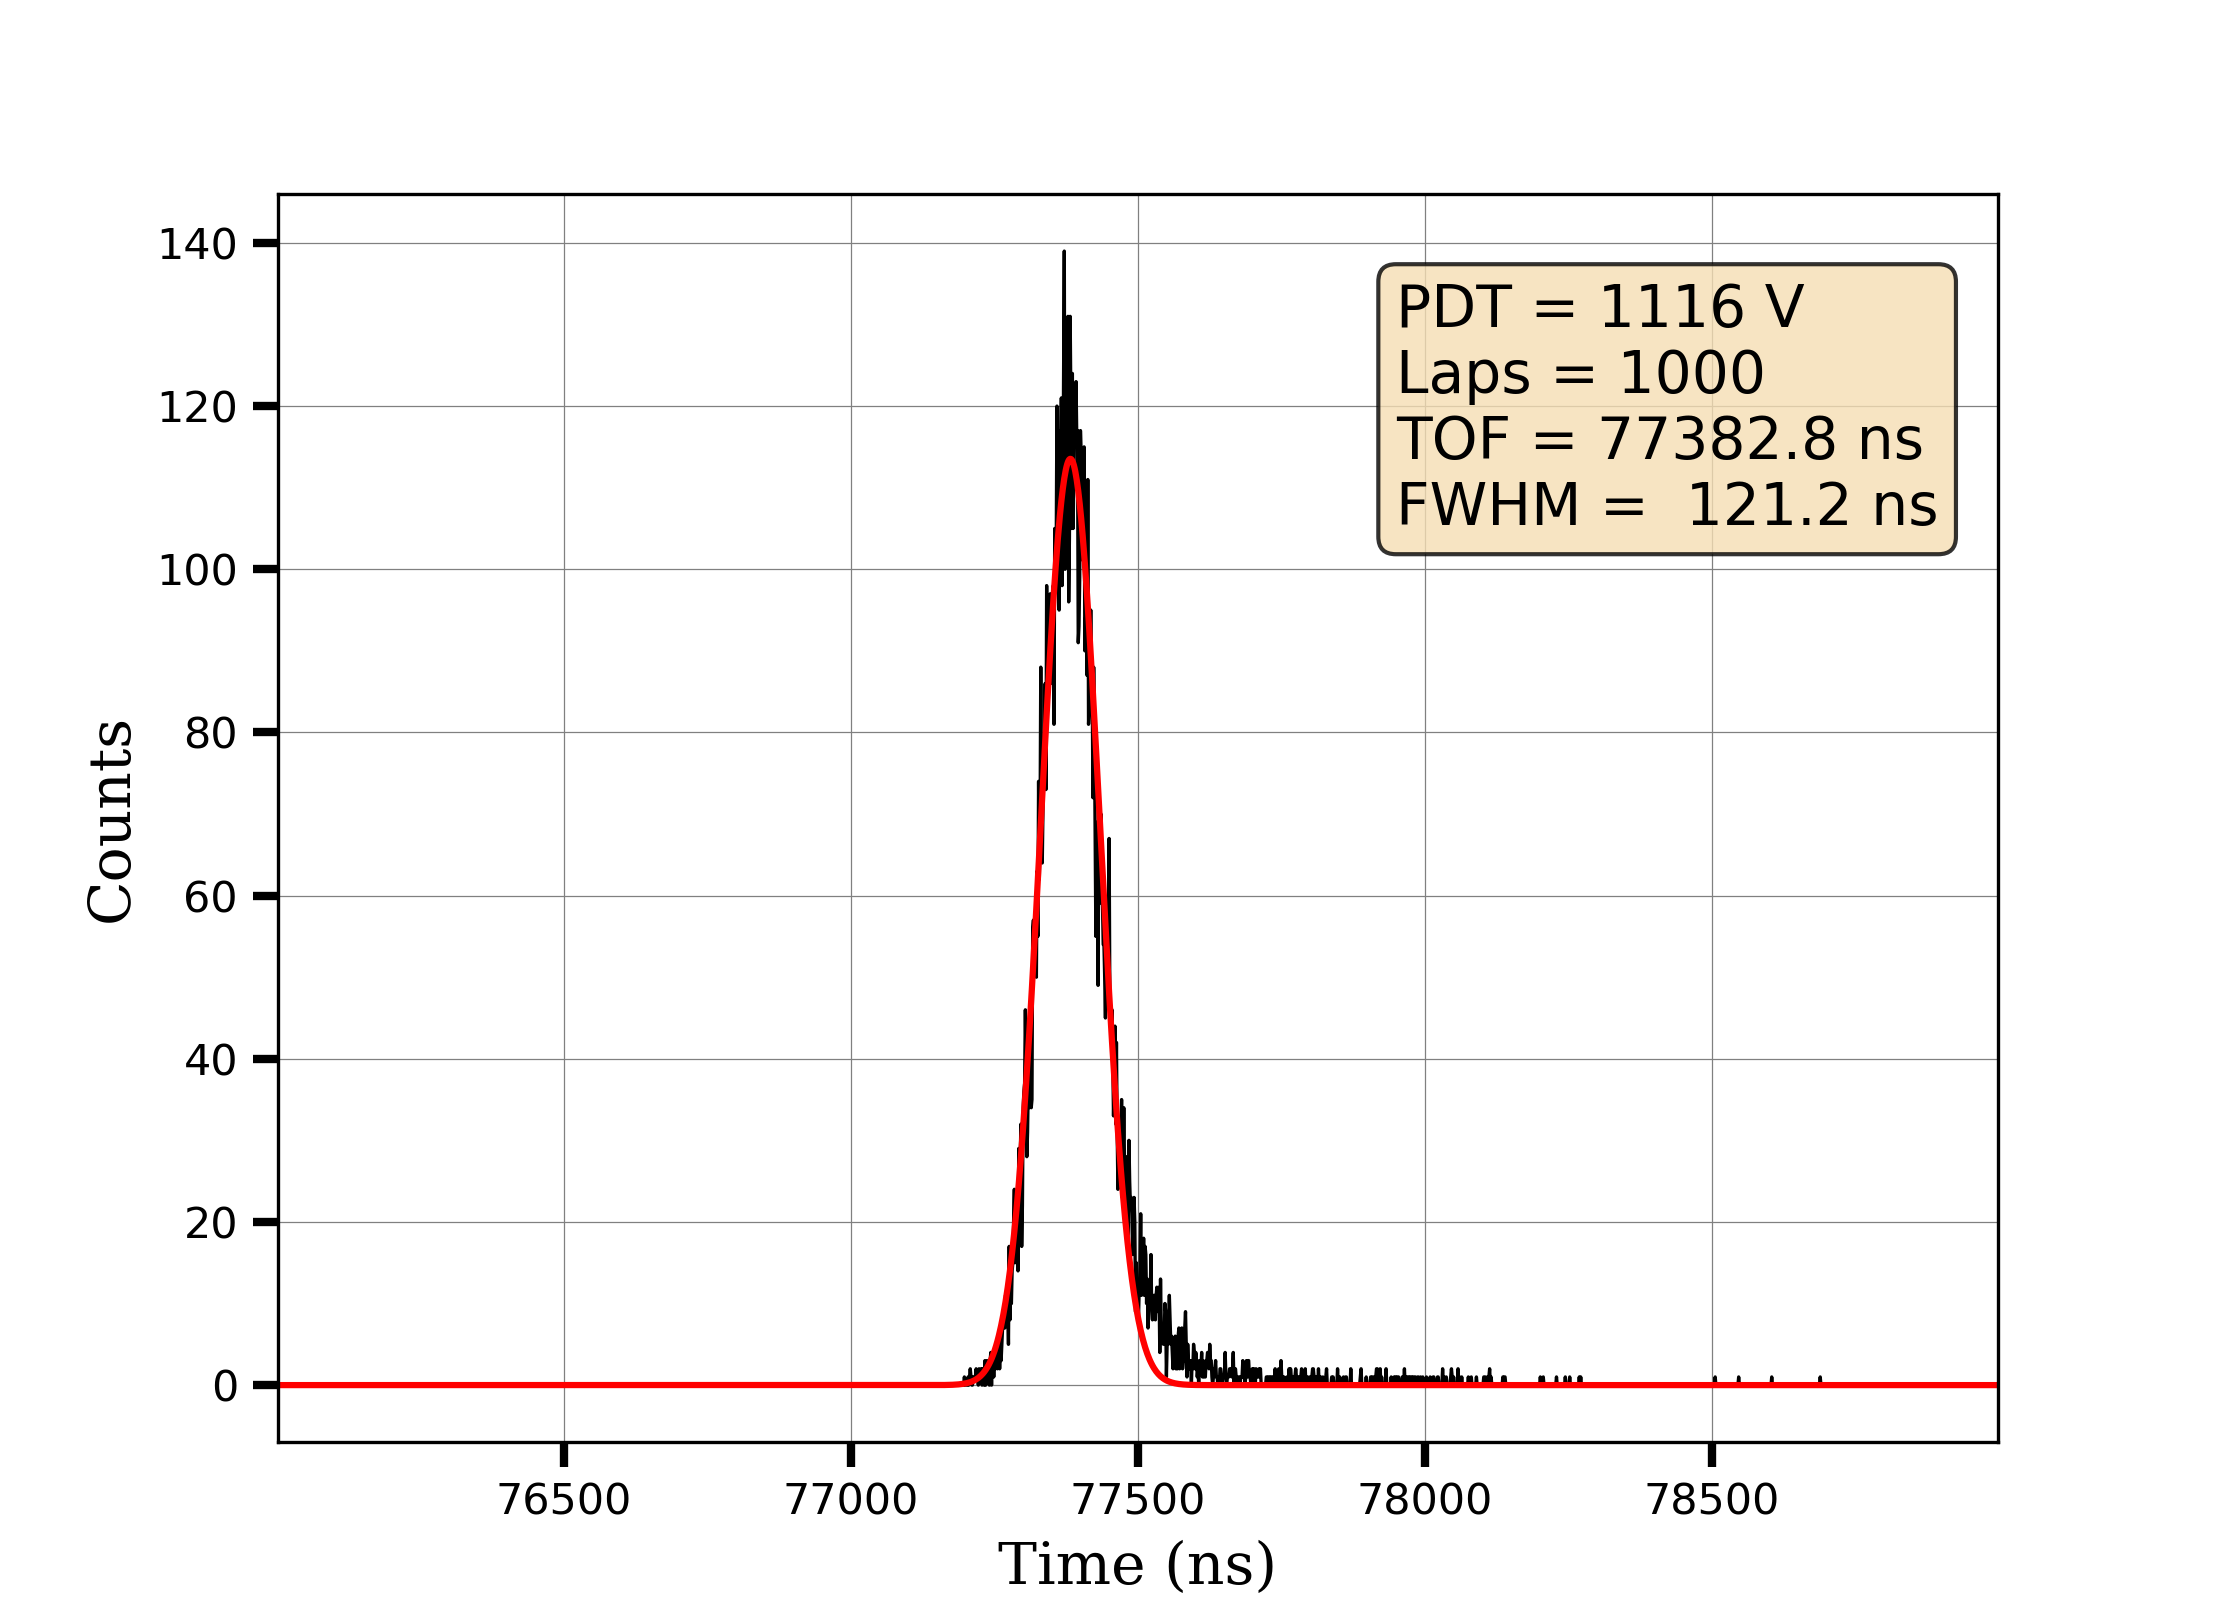 140
120
100
80
60
40
20
0
Counts
PDT = 1116 V
Laps = 1000
TOF = 77382.8 ns
FWHM =  121.2 ns
76500 77000 77500 78000 78500
Time (ns)